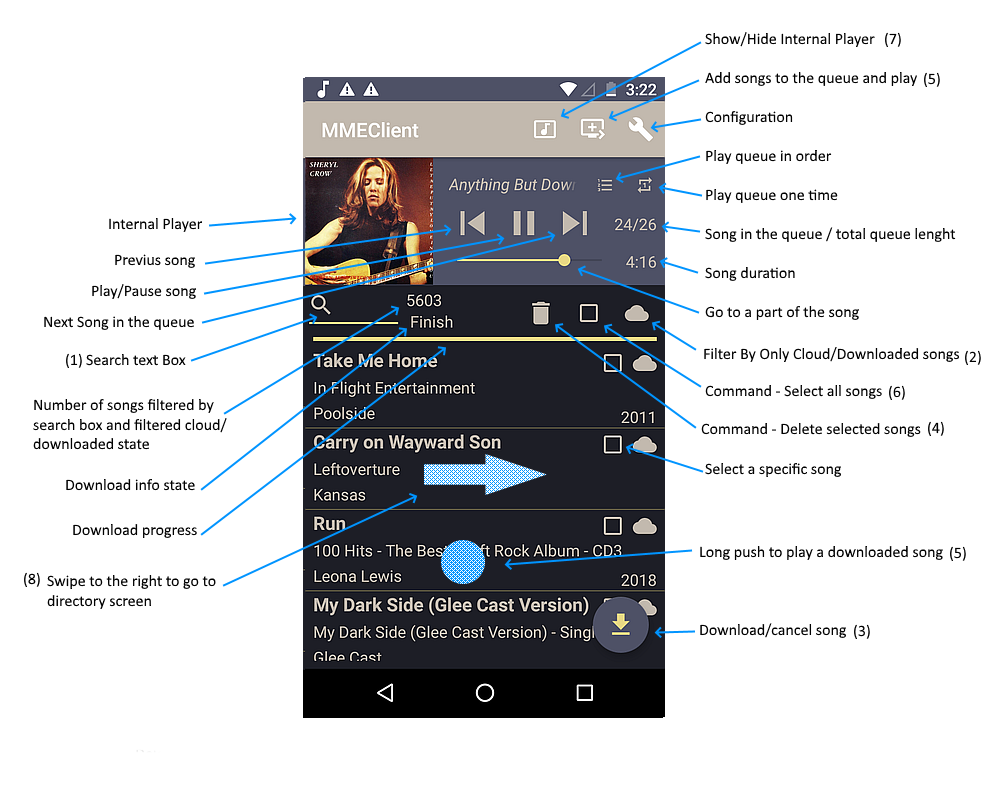 Show/Hide Internal Player (7)
Add songs to the queue and play (5)
Configuration
Play queue in order
Play queue one time
Song in the queue / total queue lenght
Song duration
Go to a part of the song
Filter By Only Cloud/Downloaded songs (2)
Command - Select all songs (6)
Command - Delete selected songs (4)
Select a specific song
Long push to play a downloaded song (5)
Download/cancel song (3)
Internal Player
Previus song
Play/Pause song
Next Song in the queue
(1) Search text Box
Number of songs filtered by
search box and filtered cloud/
downloaded state
Download info state
Download progress
(8) Swipe to the right to go to
directory screen
3:22
MMEClient
SHERYL
CROW
Anything But Dow
24/26
4:16
5603
Finish
Take Me Home
In Flight Entertainment
Poolside
2011
Carry on Wayward Son
Leftoverture
Kansas
Run
100 Hits - The Bes ft Rock Album - CD3
Leona Lewis
2018
My Dark Side (Glee Cast Version)
My Dark Side (Glee Cast Version) - Singl
Glee Cast